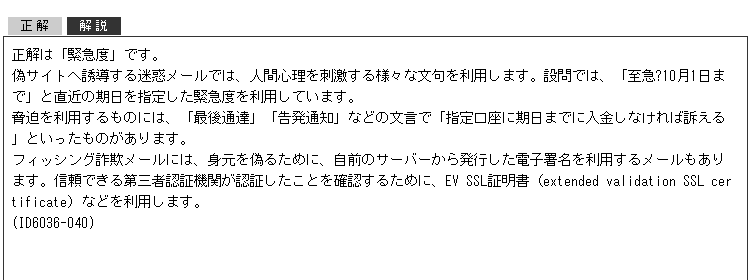 正解 解説
正解は「緊急度」です。
偽サイトへ誘導する迷惑メールでは、人間心理を刺激する様々な文句を利用します。設問では、「至急?10月1日ま
で」と直近の期日を指定した緊急度を利用しています。
脅迫を利用するものには、「最後通達」「告発通知」などの文言で「指定口座に期日までに入金しなければ訴える
」といったものがあります。
フィッシング詐欺メールには、身元を偽るために、自前のサーバーから発行した電子署名を利用するメールもあり
ます。信頼できる第三者認証機関が認証したことを確認するために、EV SSL証明書（extended validation SSL cer
tificate）などを利用します。
(ID6036-040)